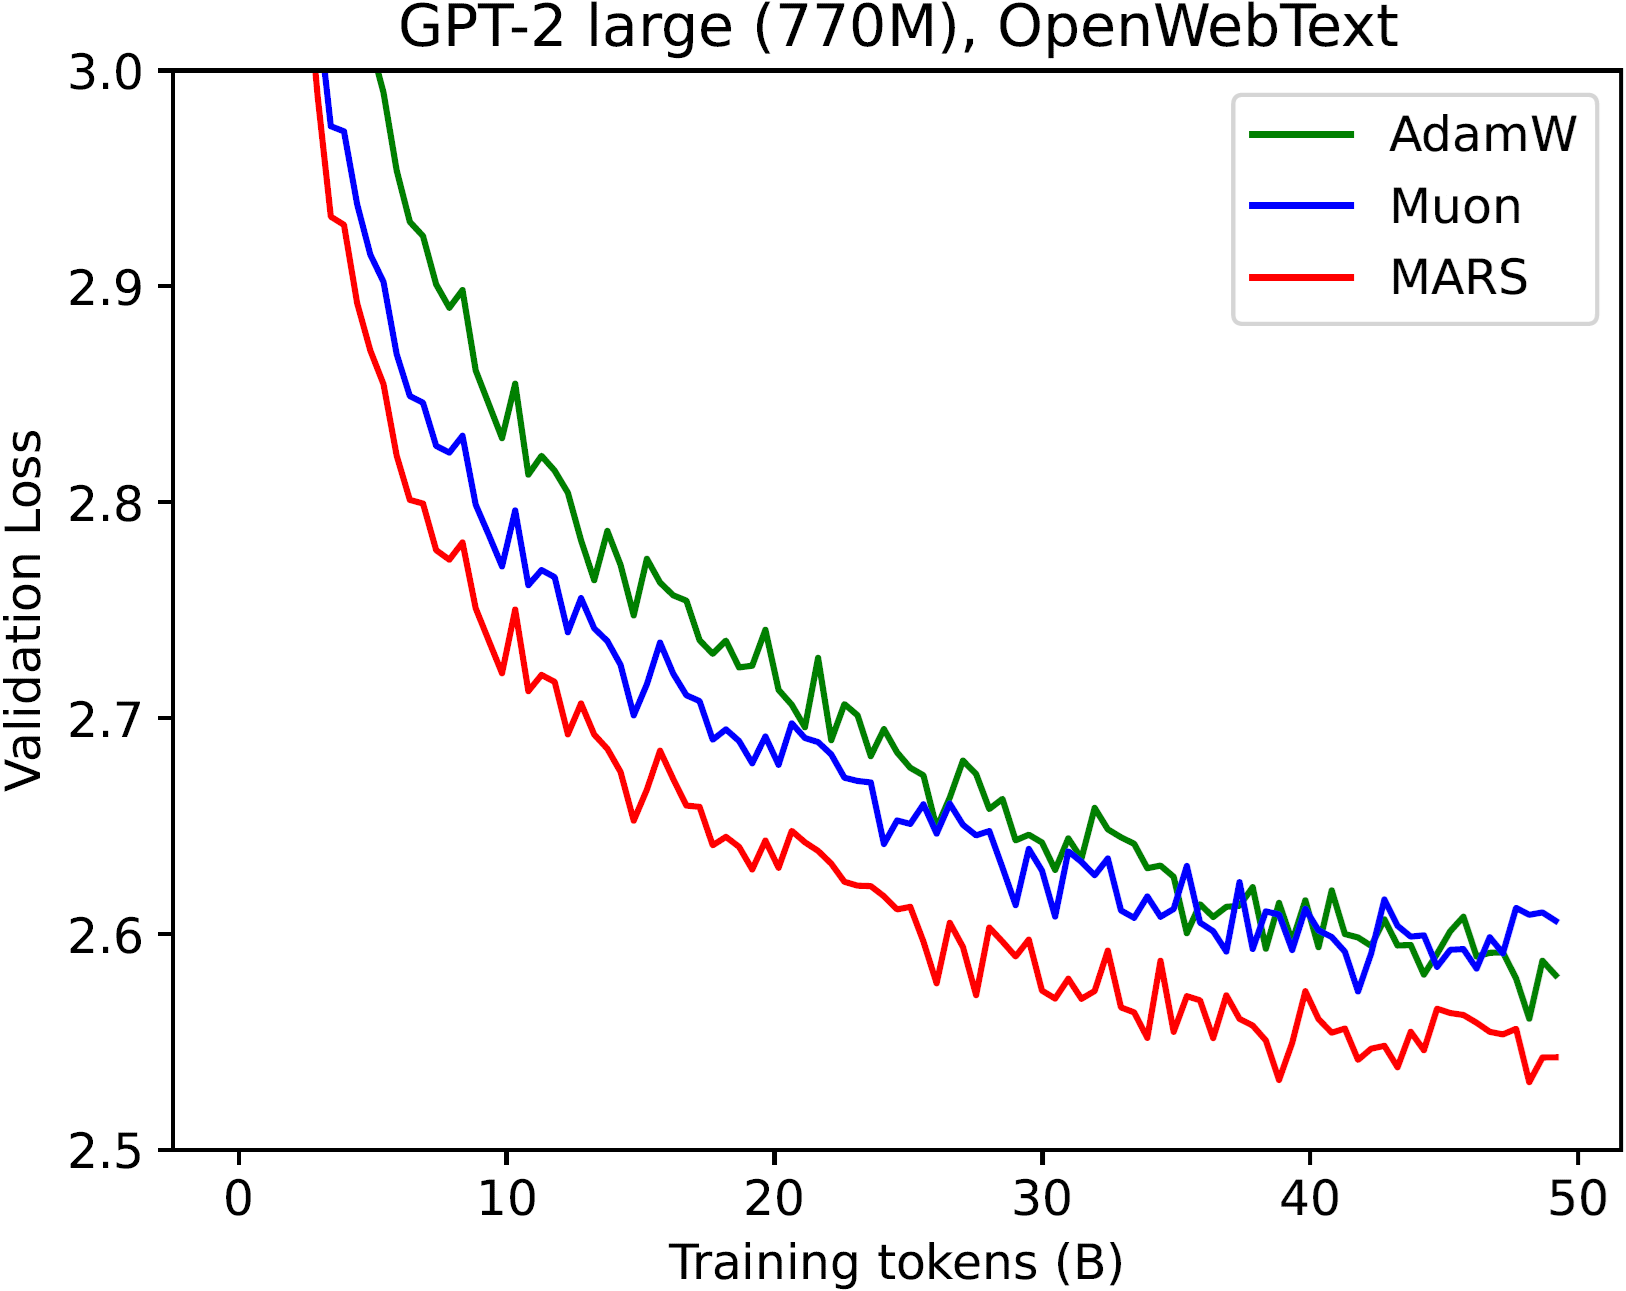 GPT-2 large (770M), OpenWebText
3.0
2.9
2.8
2.7
2.6
2.5
Validation Loss
AdamW
Muon
MARS
0 10 20 30 40 50
Training tokens (B)